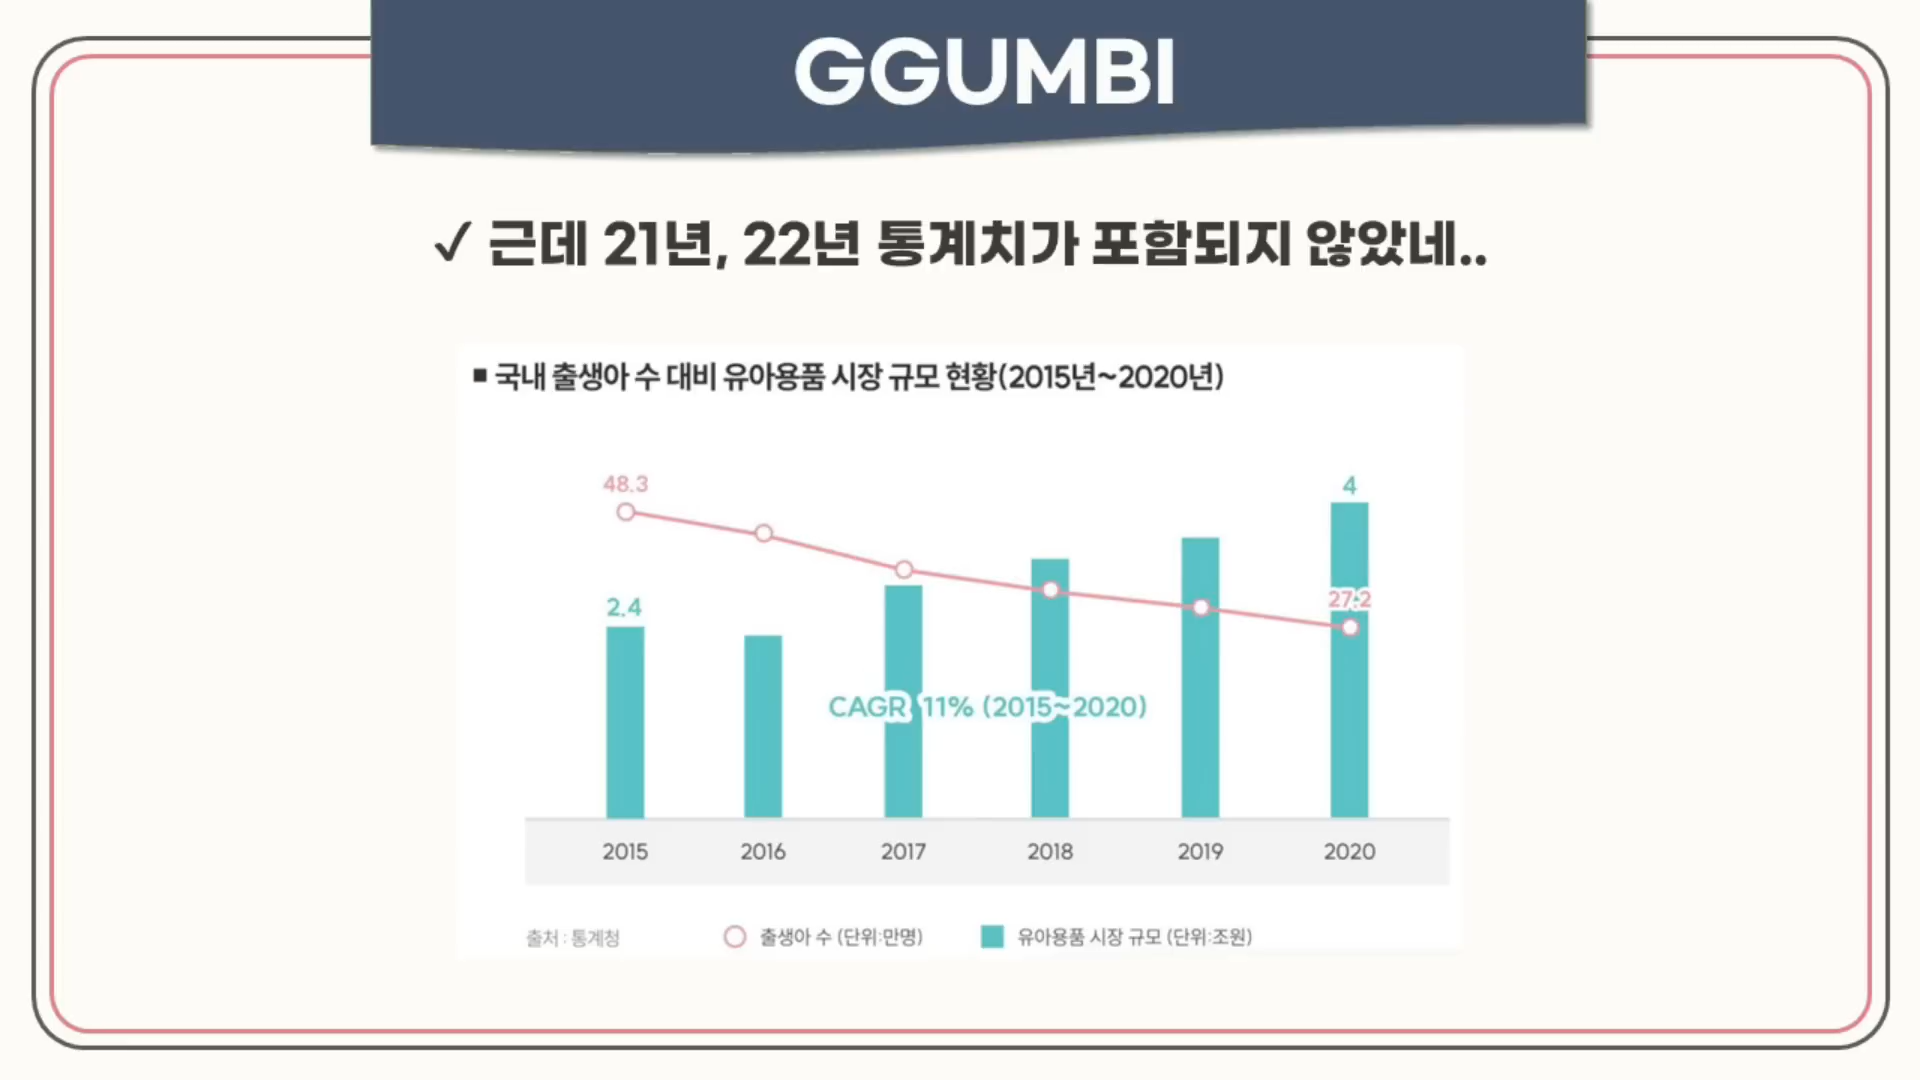 GGUMBI
✓ 근데 21년, 22년 통계치가 포함되지 않았네..
■ 국내 출생아 수 대비 유아용품 시장 규모 현황(2015년~2020년)
48.3
4
2.4
27.2
CAGR 11% (2015~2020)
2015 2016 2017 2018 2019 2020
출처 : 통계청 출생아 수 (단위:만명) 유아용품 시장 규모 (단위:조원)